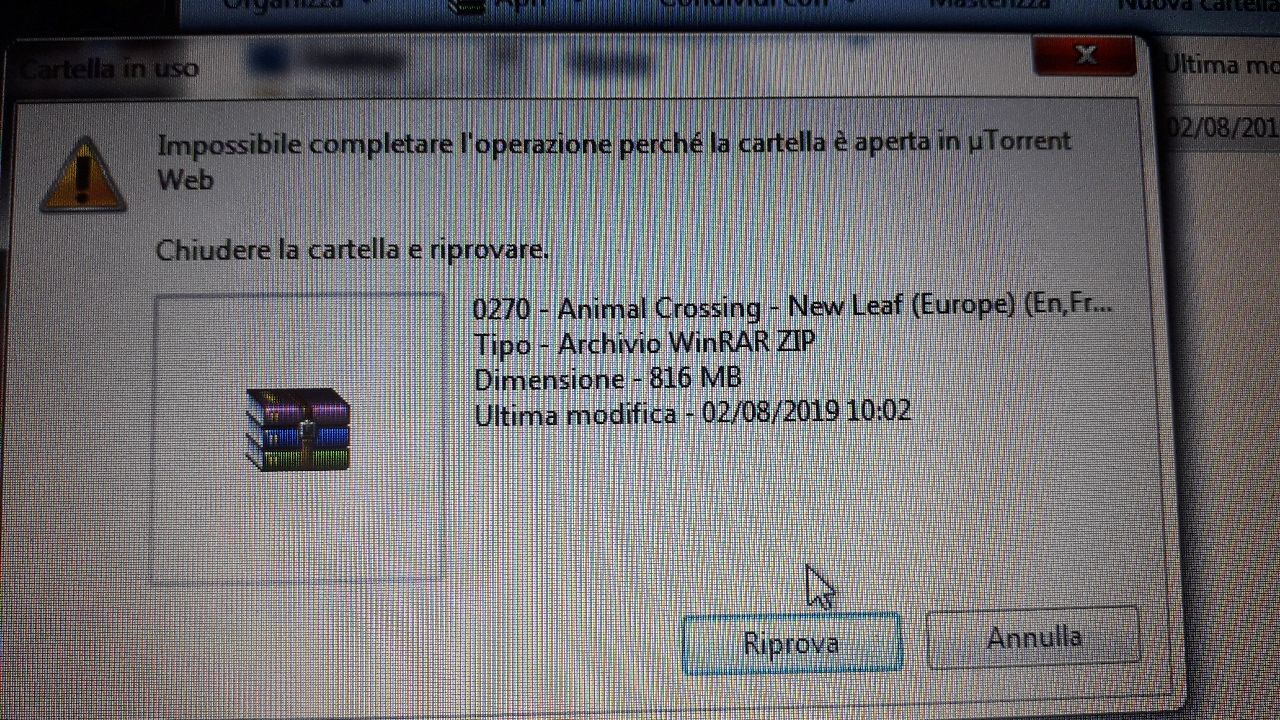 Organizza
Apri
Condividi con
Masterizza
Nuova cartella
Cartella in uso
X
Ultima mo
02/08/201
Impossibile completare l'operazione perché la cartella è aperta in µTorrent
Web
Chiudere la cartella e riprovare.
0270 - Animal Crossing - New Leaf (Europe) (En,Fr...
Tipo - Archivio WinRAR ZIP
Dimensione - 816 MB
Ultima modifica - 02/08/2019 10:02
Riprova
Annulla